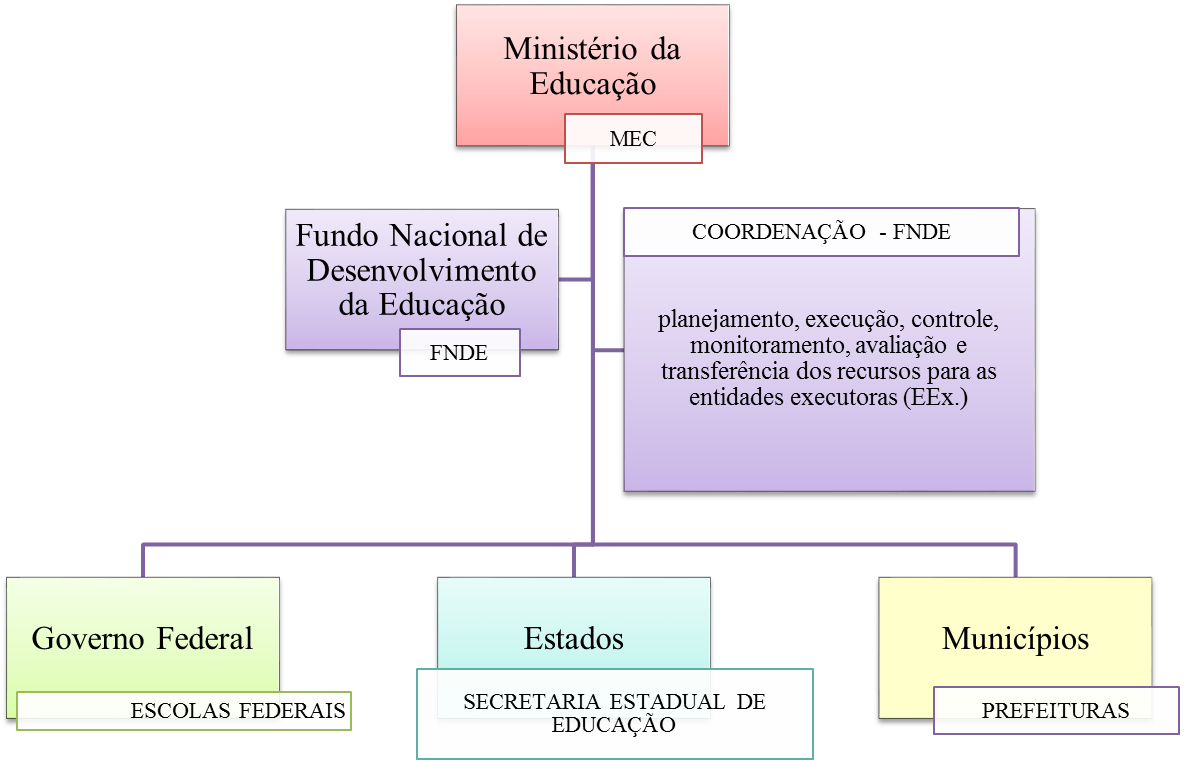 Ministério da
Educação
MEC
Fundo Nacional de
Desenvolvimento
da Educação
FNDE
COORDENAÇÃO - FNDE
planejamento, execução, controle,
monitoramento, avaliação e
transferência dos recursos para as
entidades executoras (EEx.)
Governo Federal
ESCOLAS FEDERAIS
Estados
SECRETARIA ESTADUAL DE
EDUCAÇÃO
Municípios
PREFEITURAS